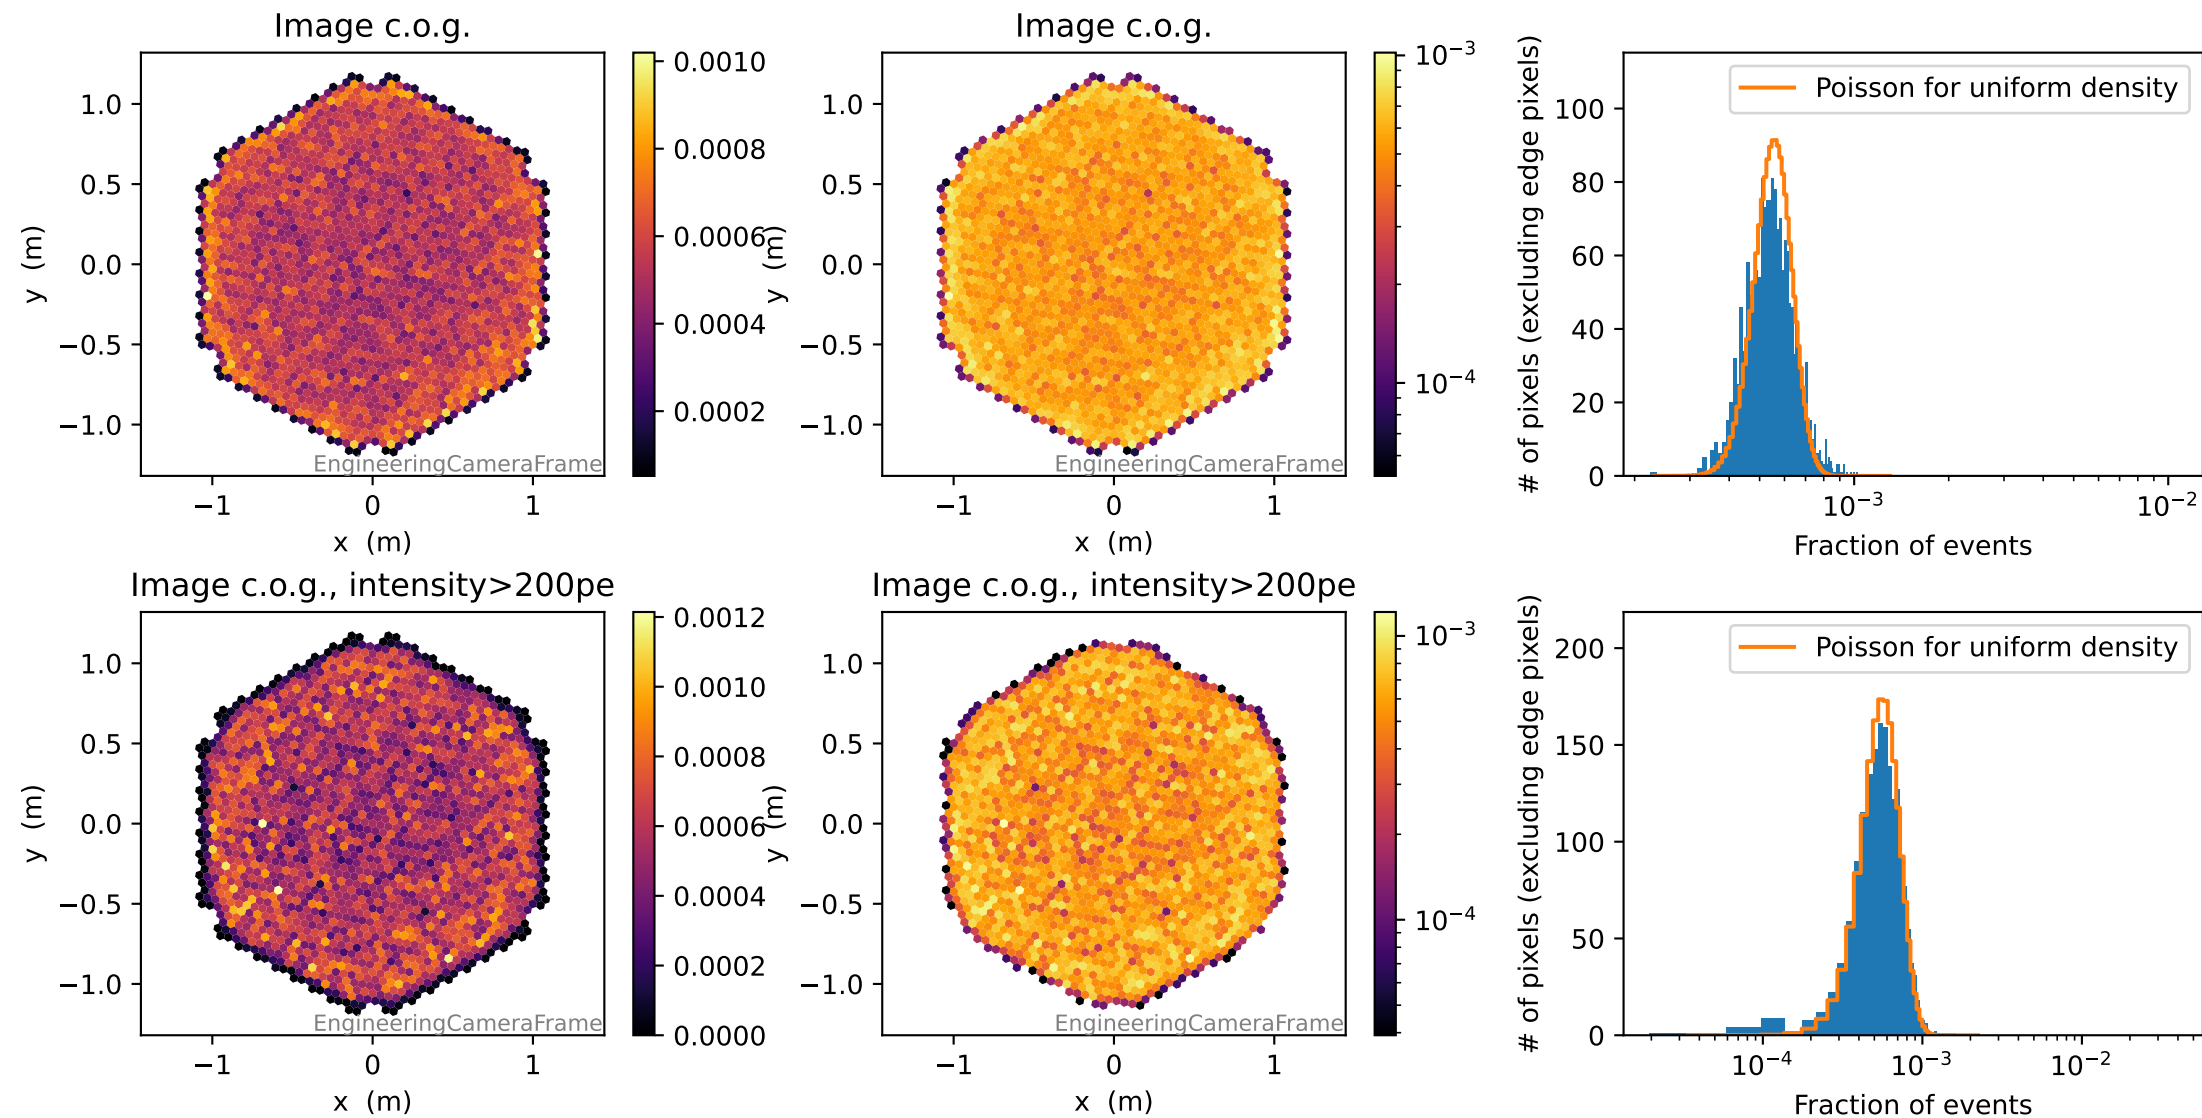 Image c.o.g.
1.0
0.5
0.0
−0.5
−1.0
y (m)
−1
0
1
x (m)
EngineeringCameraFrame
0.0010
0.0008
0.0006
0.0004
0.0002
Image c.o.g.
1.0
0.5
0.0
−0.5
−1.0
y (m)
−1
0
1
x (m)
EngineeringCameraFrame
10−3
10−4
Poisson for uniform density
# of pixels (excluding edge pixels)
100
80
60
40
20
0
10−3
10−2
Fraction of events
Image c.o.g., intensity>200pe
1.0
0.5
0.0
−0.5
−1.0
y (m)
−1
0
1
x (m)
EngineeringCameraFrame
0.0012
0.0010
0.0008
0.0006
0.0004
0.0002
0.0000
Image c.o.g., intensity>200pe
1.0
0.5
0.0
−0.5
−1.0
y (m)
−1
0
1
x (m)
EngineeringCameraFrame
10−3
10−4
Poisson for uniform density
# of pixels (excluding edge pixels)
200
150
100
50
0
10−4
10−3
10−2
Fraction of events